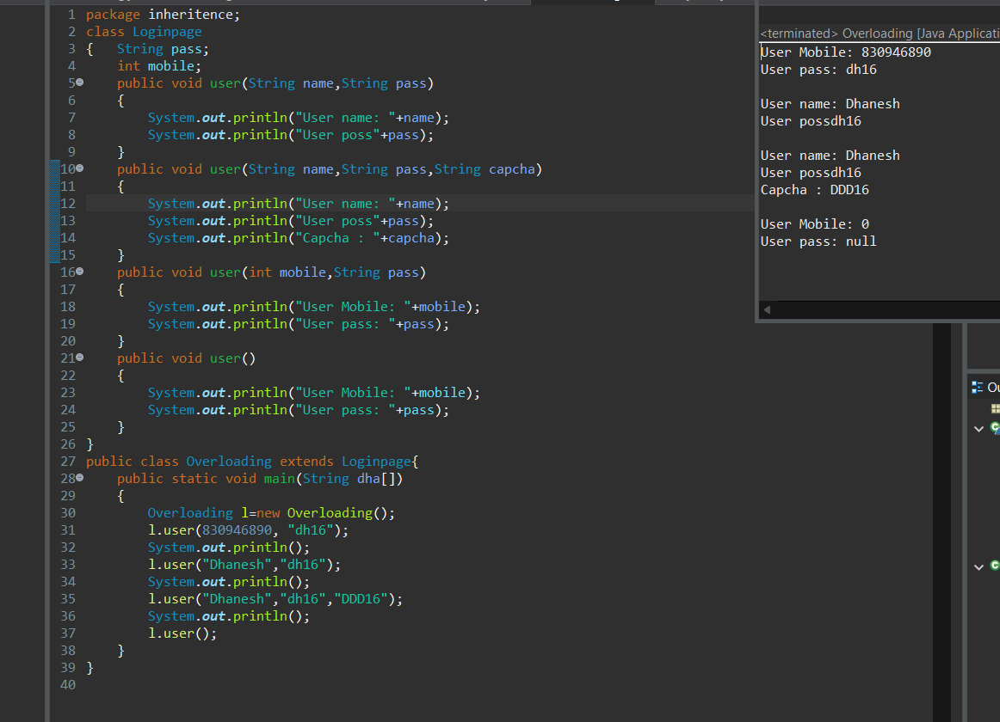 1 package inheritence;
2 class Loginpage
3 {   String pass;
4     int mobile;
5     public void user(String name,String pass)
6     {
7         System.out.println("User name: "+name);
8         System.out.println("User poss"+pass);
9     }
10     public void user(String name,String pass,String capcha)
11     {
12         System.out.println("User name: "+name);
13         System.out.println("User poss"+pass);
14         System.out.println("Capcha : "+capcha);
15     }
16     public void user(int mobile,String pass)
17     {
18         System.out.println("User Mobile: "+mobile);
19         System.out.println("User pass: "+pass);
20     }
21     public void user()
22     {
23         System.out.println("User Mobile: "+mobile);
24         System.out.println("User pass: "+pass);
25     }
26 }
27 public class Overloading extends Loginpage{
28     public static void main(String dha[])
29     {
30         Overloading l=new Overloading();
31         l.user(830946890, "dh16");
32         System.out.println();
33         l.user("Dhanesh","dh16");
34         System.out.println();
35         l.user("Dhanesh","dh16","DDD16");
36         System.out.println();
37         l.user();
38     }
39 }
40
<terminated> Overloading [Java Applicati
User Mobile: 830946890
User pass: dh16
User name: Dhanesh
User possdh16
User name: Dhanesh
User possdh16
Capcha : DDD16
User Mobile: 0
User pass: null